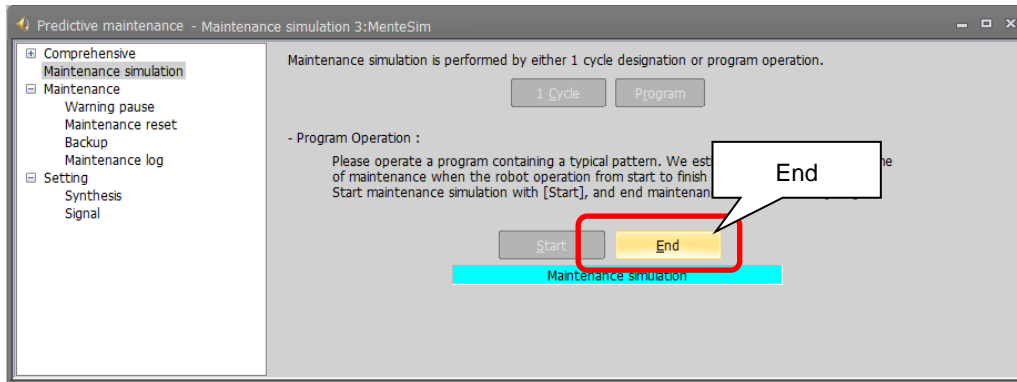 Predictive maintenance - Maintenance simulation 3:MenteSim
Comprehensive
Maintenance simulation
Maintenance
Warning pause
Maintenance reset
Backup
Maintenance log
Setting
Synthesis
Signal
Maintenance simulation is performed by either 1 cycle designation or program operation.
1 Cycle Program
- Program Operation :
Please operate a program containing a typical pattern. We
of maintenance when the robot operation from start to finish
Start maintenance simulation with [Start], and end
End
Start End
Maintenance simulation